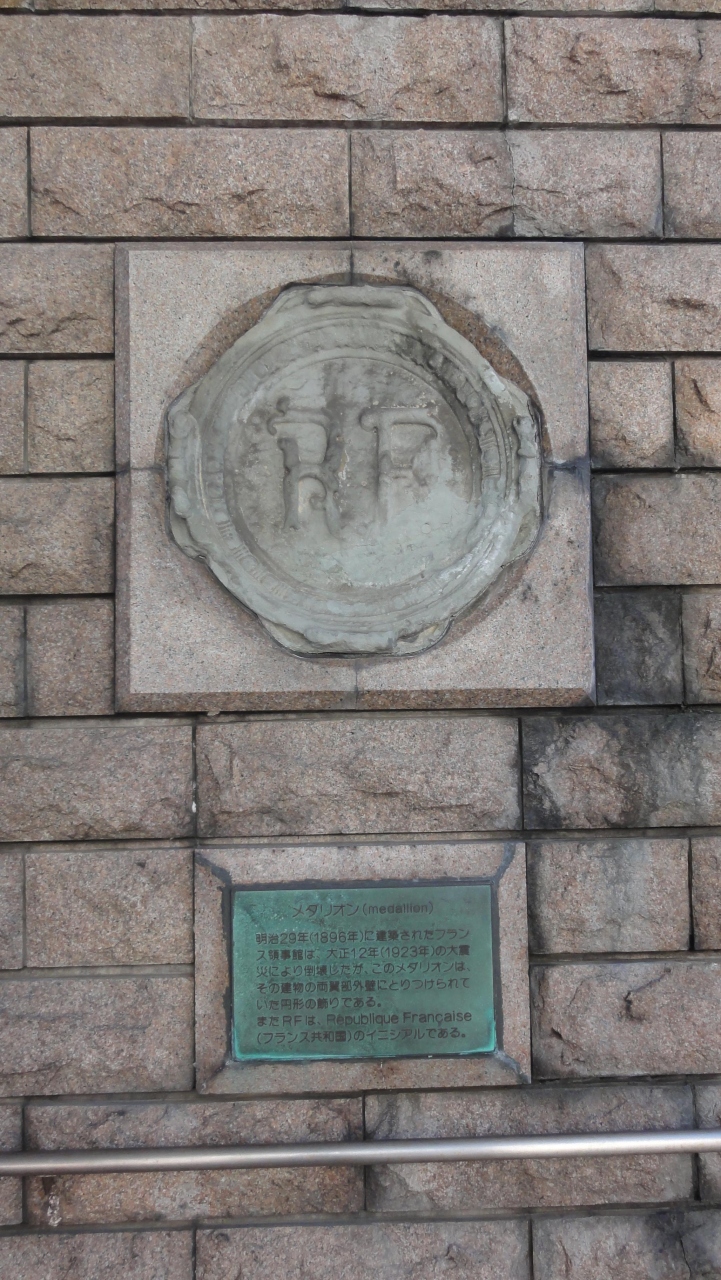 RF
メダリオン(medallion)
明治29年(1896年)に建築されたフラン
ス領事館は、大正12年(1923年)の大震
災により倒壊したが、このメダリオンは、
その建物の両翼部外壁にとりつけられて
いた円形の飾りである。
またRFは、République Française
(フランス共和国)のイニシアルである。